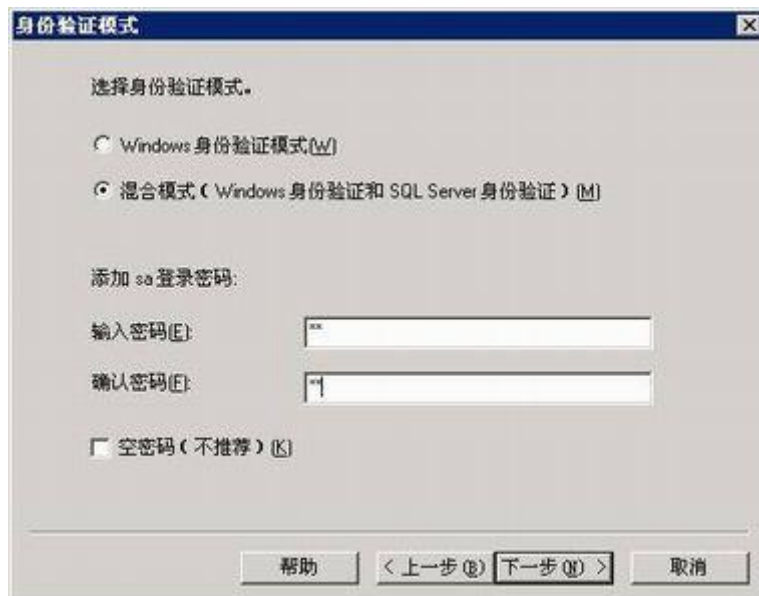 身份验证模式
选择身份验证模式。
Windows 身份验证模式(W)
混合模式 ( Windows 身份验证和 SQL Server 身份验证 ) (M)
添加 sa 登录密码:
输入密码(E): **
确认密码(F): **
空密码 ( 不推荐 ) (K)
帮助 < 上一步(B) 下一步(N) > 取消